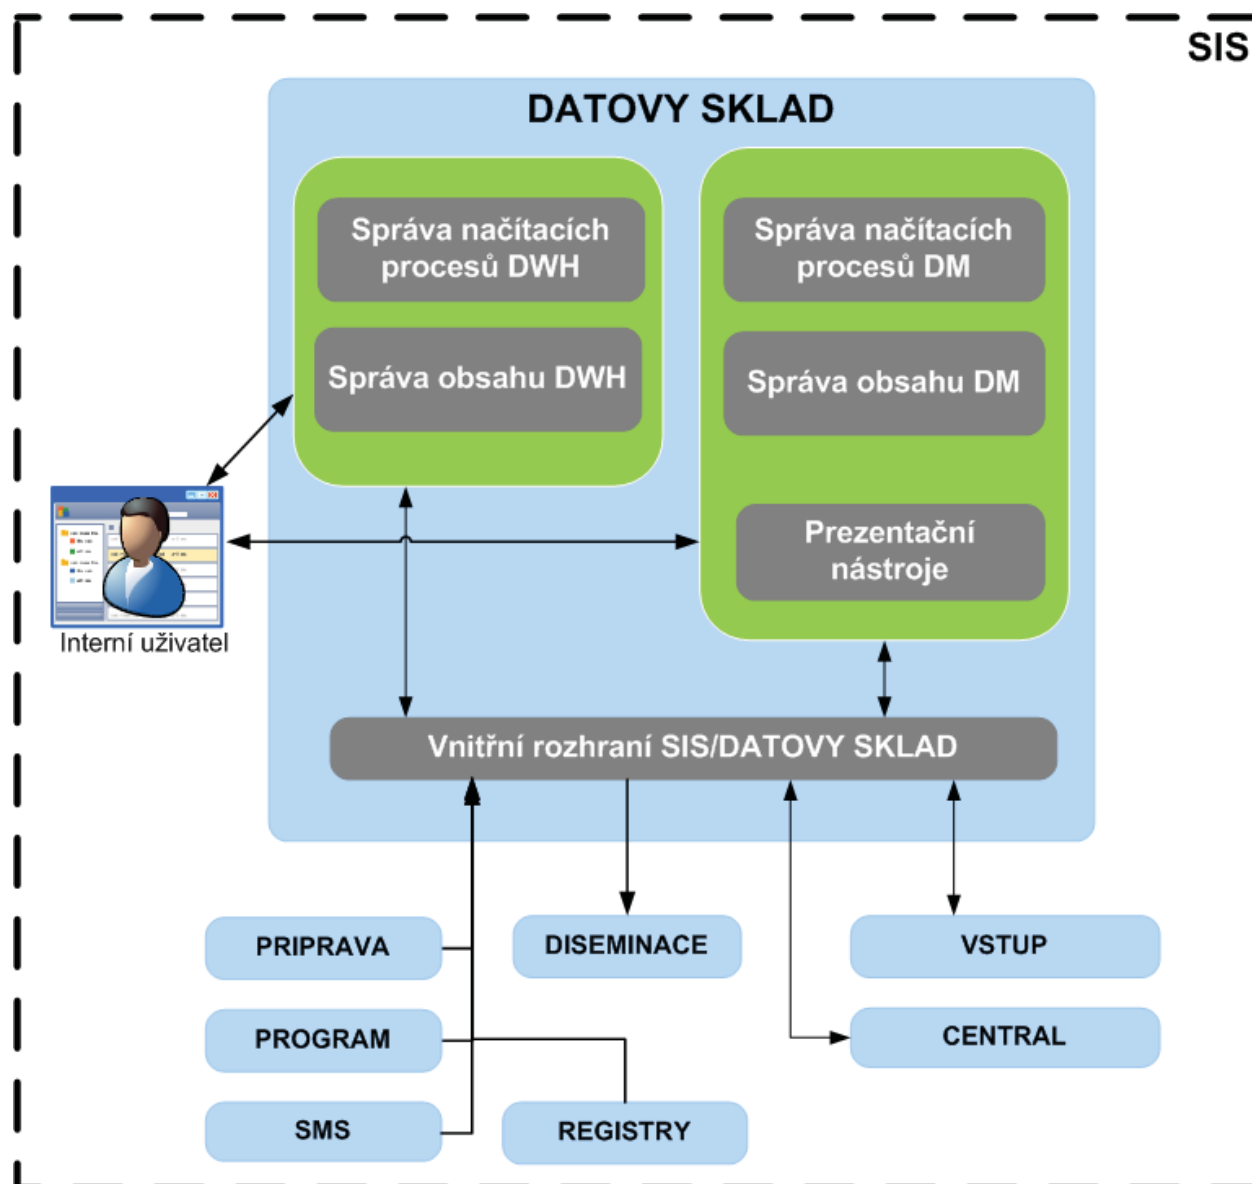 SIS
DATOVY SKLAD
Správa načítacích
procesů DWH
Správa obsahu DWH
Správa načítacích
procesů DM
Správa obsahu DM
Prezentační
nástroje
Interní uživatel
Vnitřní rozhraní SIS/DATOVY SKLAD
PRIPRAVA
DISEMINACE
VSTUP
PROGRAM
CENTRAL
SMS
REGISTRY